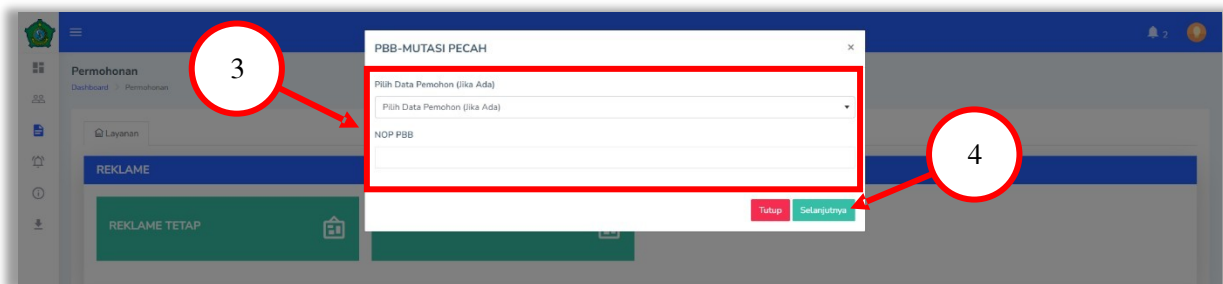 2
PBB-MUTASI PECAH
×
Permohonan
Dashboard > Permohonan
3
Pilih Data Pemohon (Jika Ada)
Pilih Data Pemohon (Jika Ada)
NOP PBB
Layanan
4
REKLAME
Tutup
Selanjutnya
REKLAME TETAP